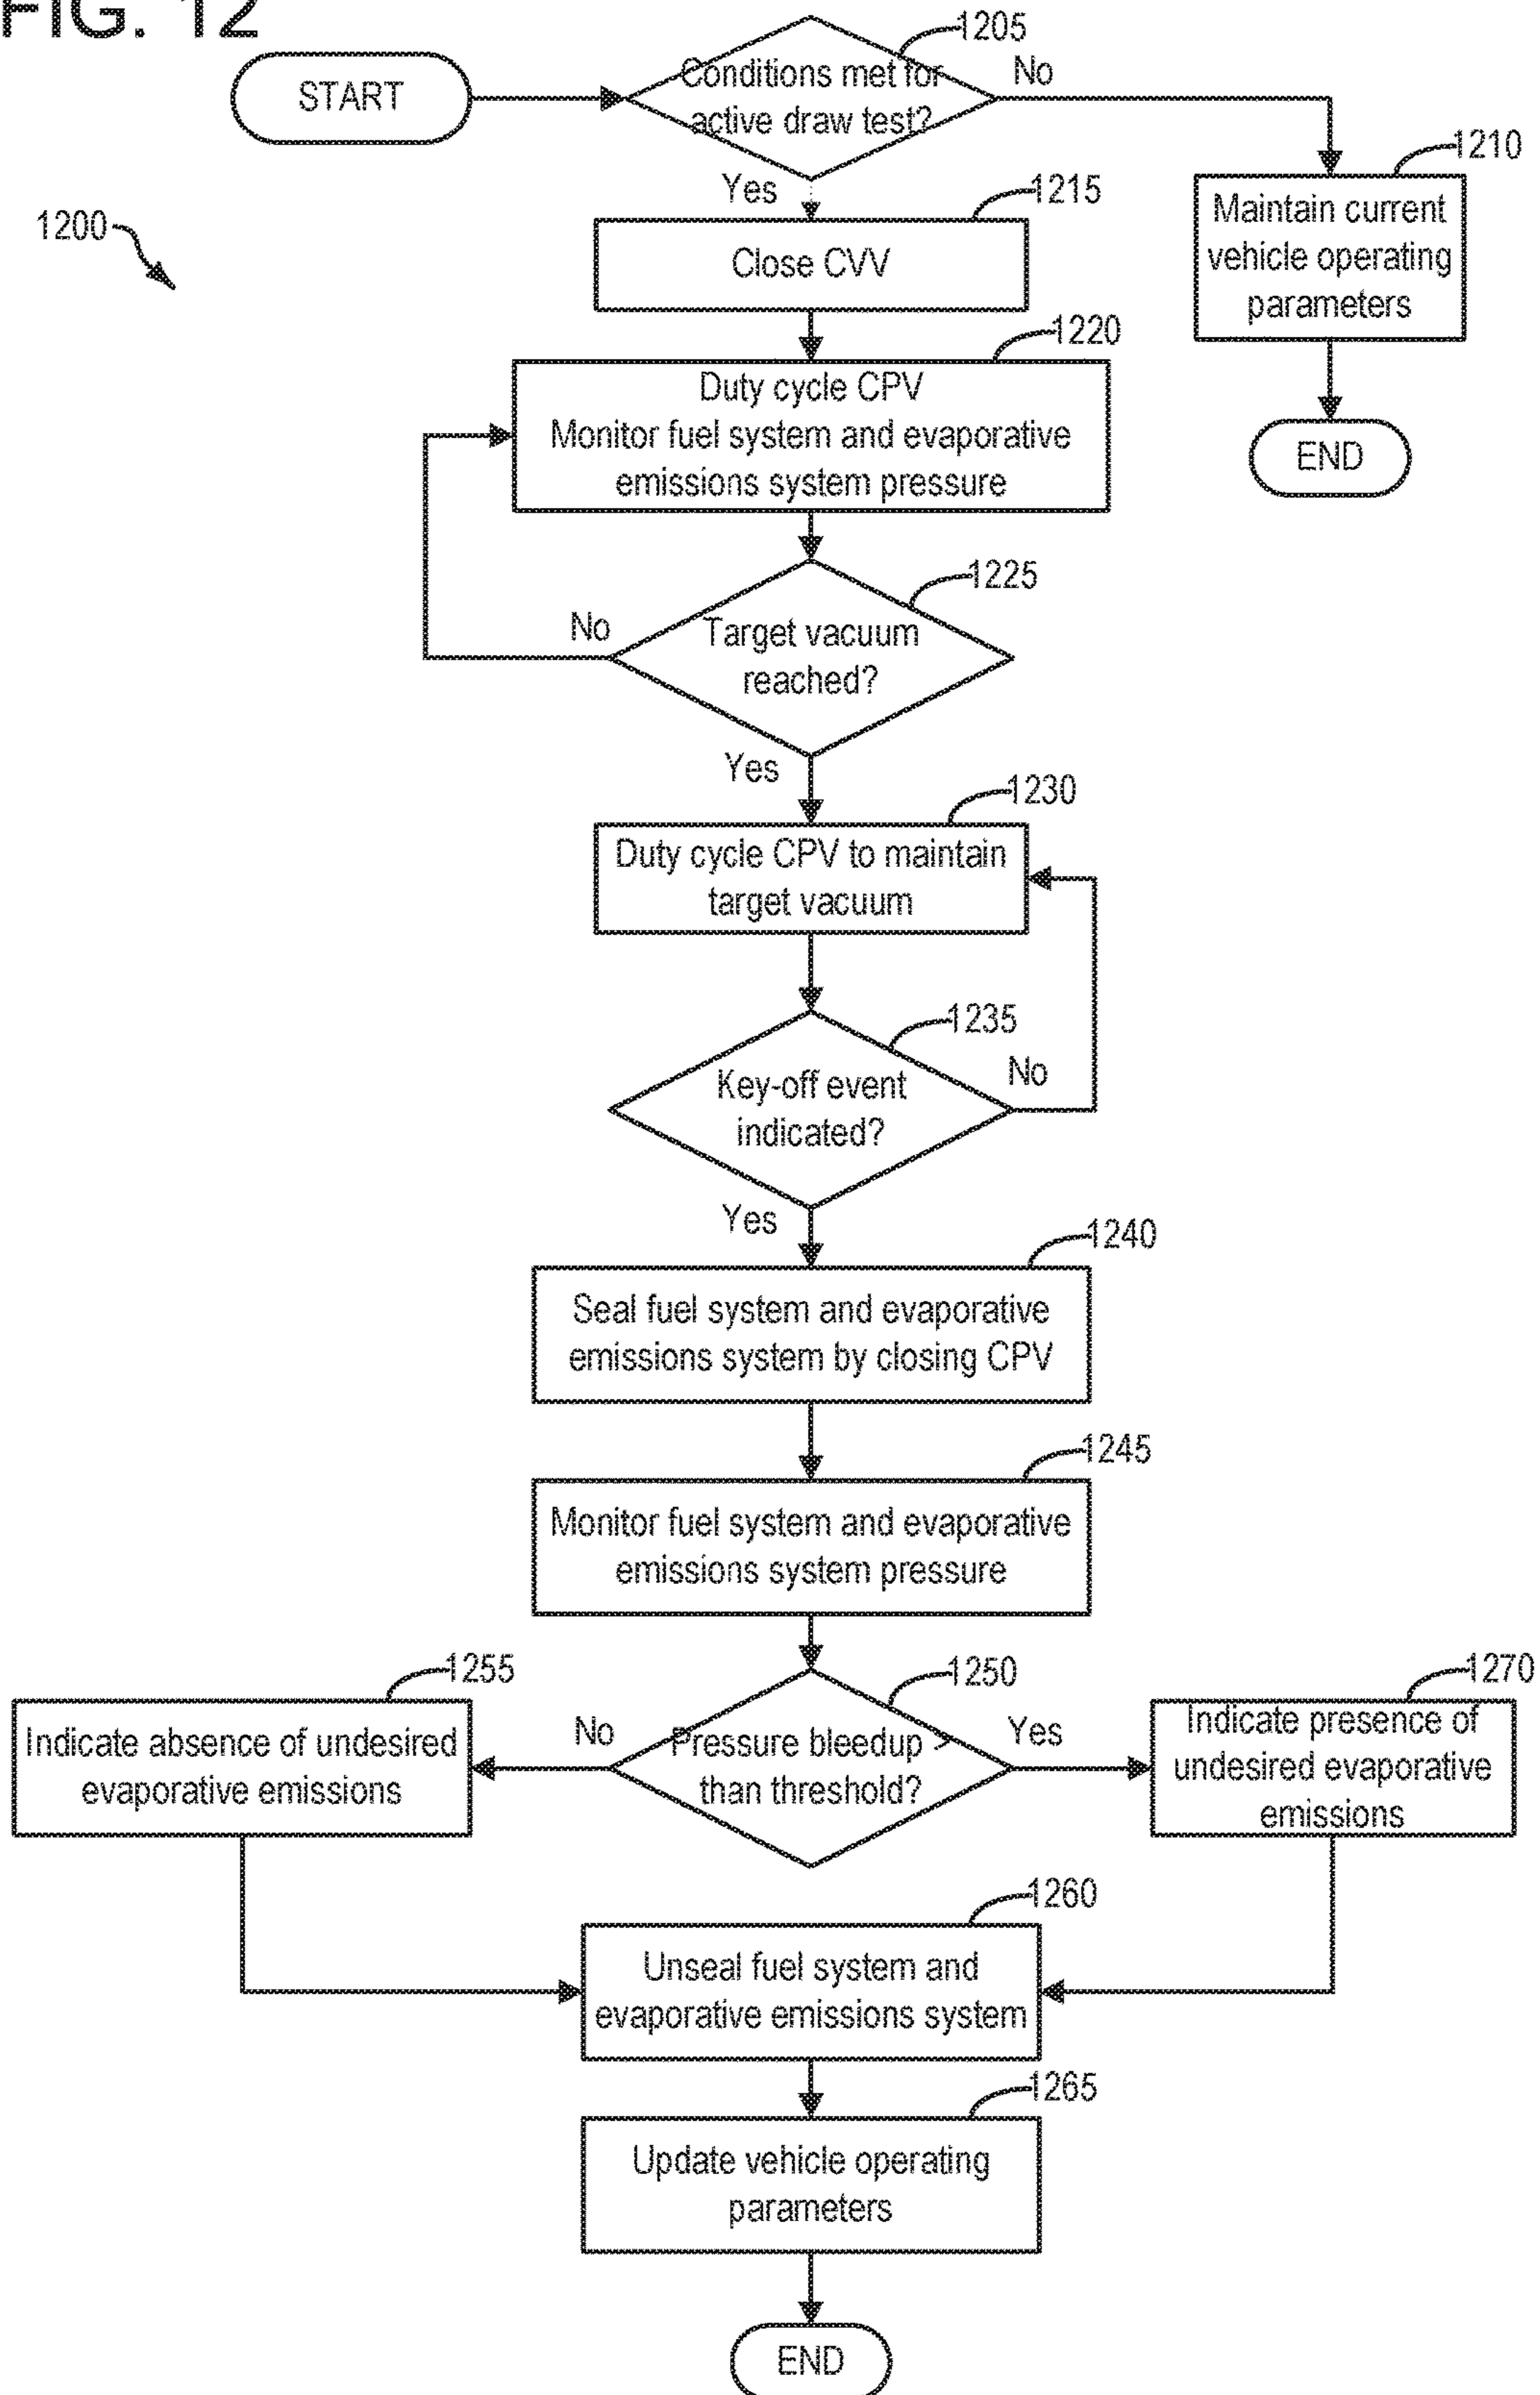 FIG. 12
START
1205
Conditions met for
active draw test?
No
Yes
1210
Maintain current
vehicle operating
parameters
END
1200
1215
Close CVV
1220
Duty cycle CPV
Monitor fuel system and evaporative
emissions system pressure
1225
Target vacuum
reached?
No
Yes
1230
Duty cycle CPV to maintain
target vacuum
1235
Key-off event
indicated?
No
Yes
1240
Seal fuel system and evaporative
emissions system by closing CPV
1245
Monitor fuel system and evaporative
emissions system pressure
1250
Pressure bleedup >
than threshold?
No
Yes
1255
Indicate absence of undesired
evaporative emissions
1270
Indicate presence of
undesired evaporative
emissions
1260
Unseal fuel system and
evaporative emissions system
1265
Update vehicle operating
parameters
END